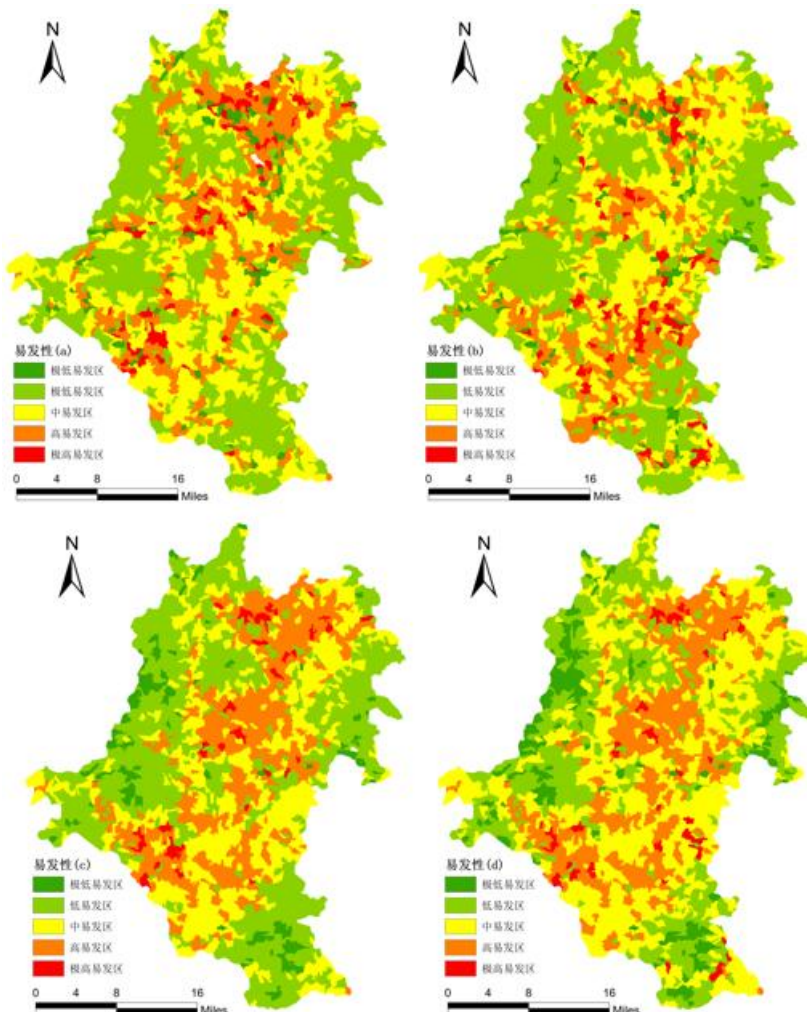 N
N
易发性(a)
极低易发区
极低易发区
中易发区
高易发区
极高易发区
0 4 8 16
Miles
易发性(b)
极低易发区
低易发区
中易发区
高易发区
极高易发区
0 4 8 16
Miles
N
N
易发性(c)
极低易发区
低易发区
中易发区
高易发区
极高易发区
0 4 8 16
Miles
易发性(d)
极低易发区
低易发区
中易发区
高易发区
极高易发区
0 4 8 16
Miles